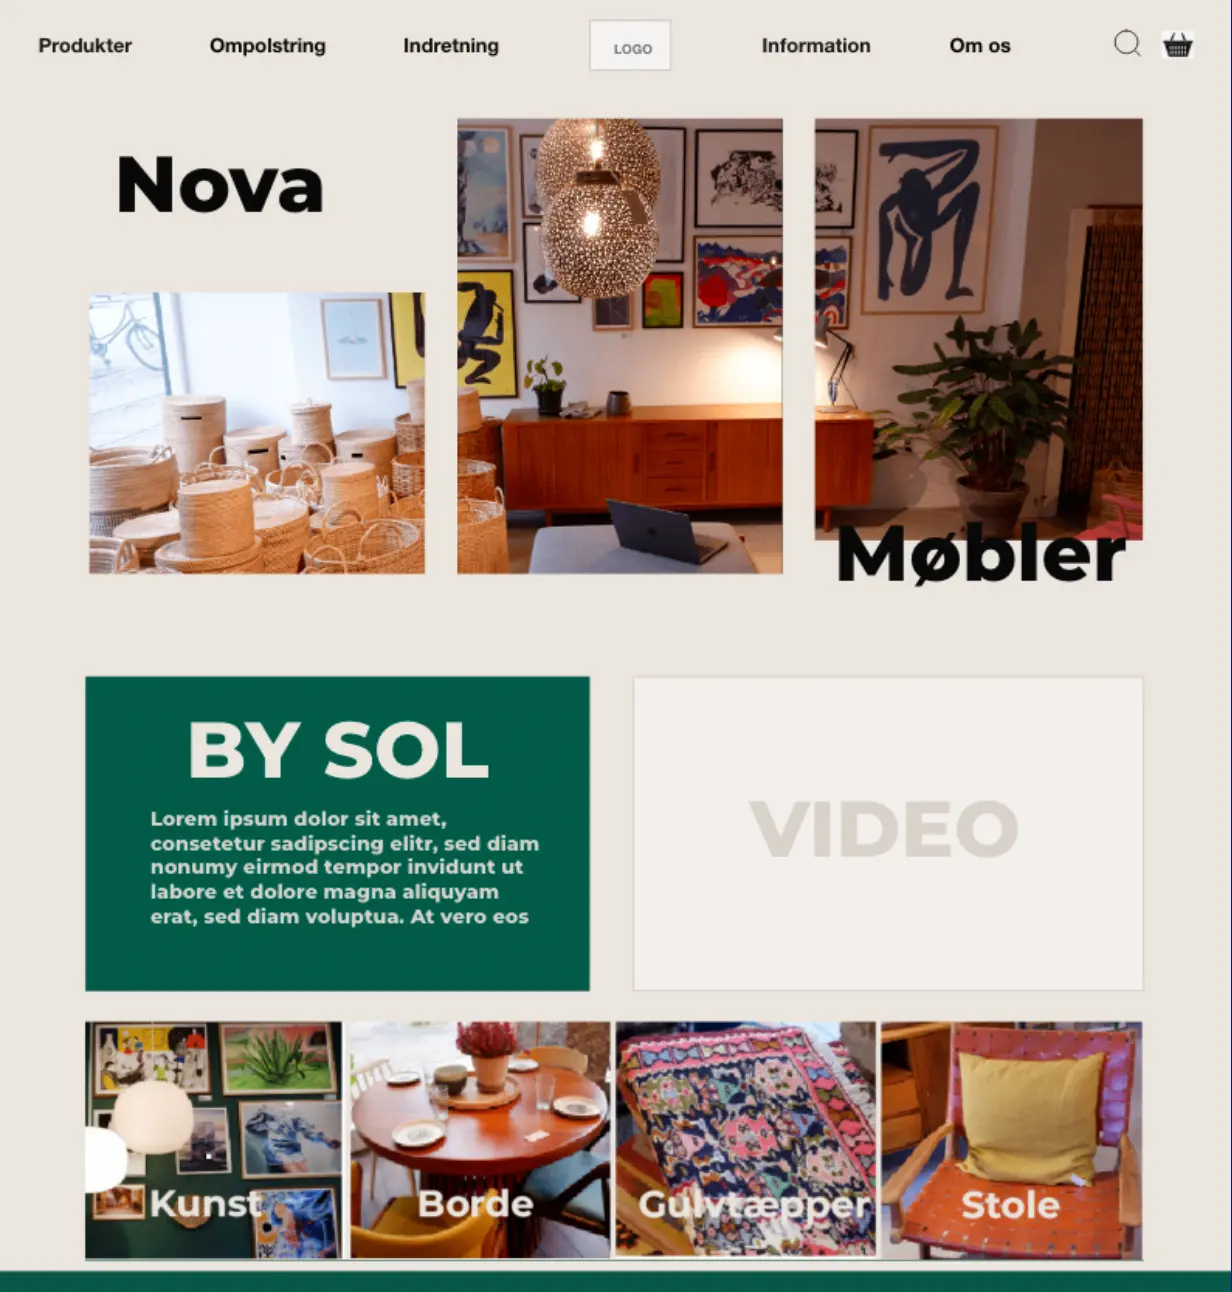 Produkter
Ompolstring
Indretning
LOGO
Information
Om os
Nova
Møbler
BY SOL
Lorem ipsum dolor sit amet,
consetetur sadipscing elitr, sed diam
nonumy eirmod tempor invidunt ut
labore et dolore magna aliquyam
erat, sed diam voluptua. At vero eos
VIDEO
Kunst
Borde
Gulvtæpper
Stole